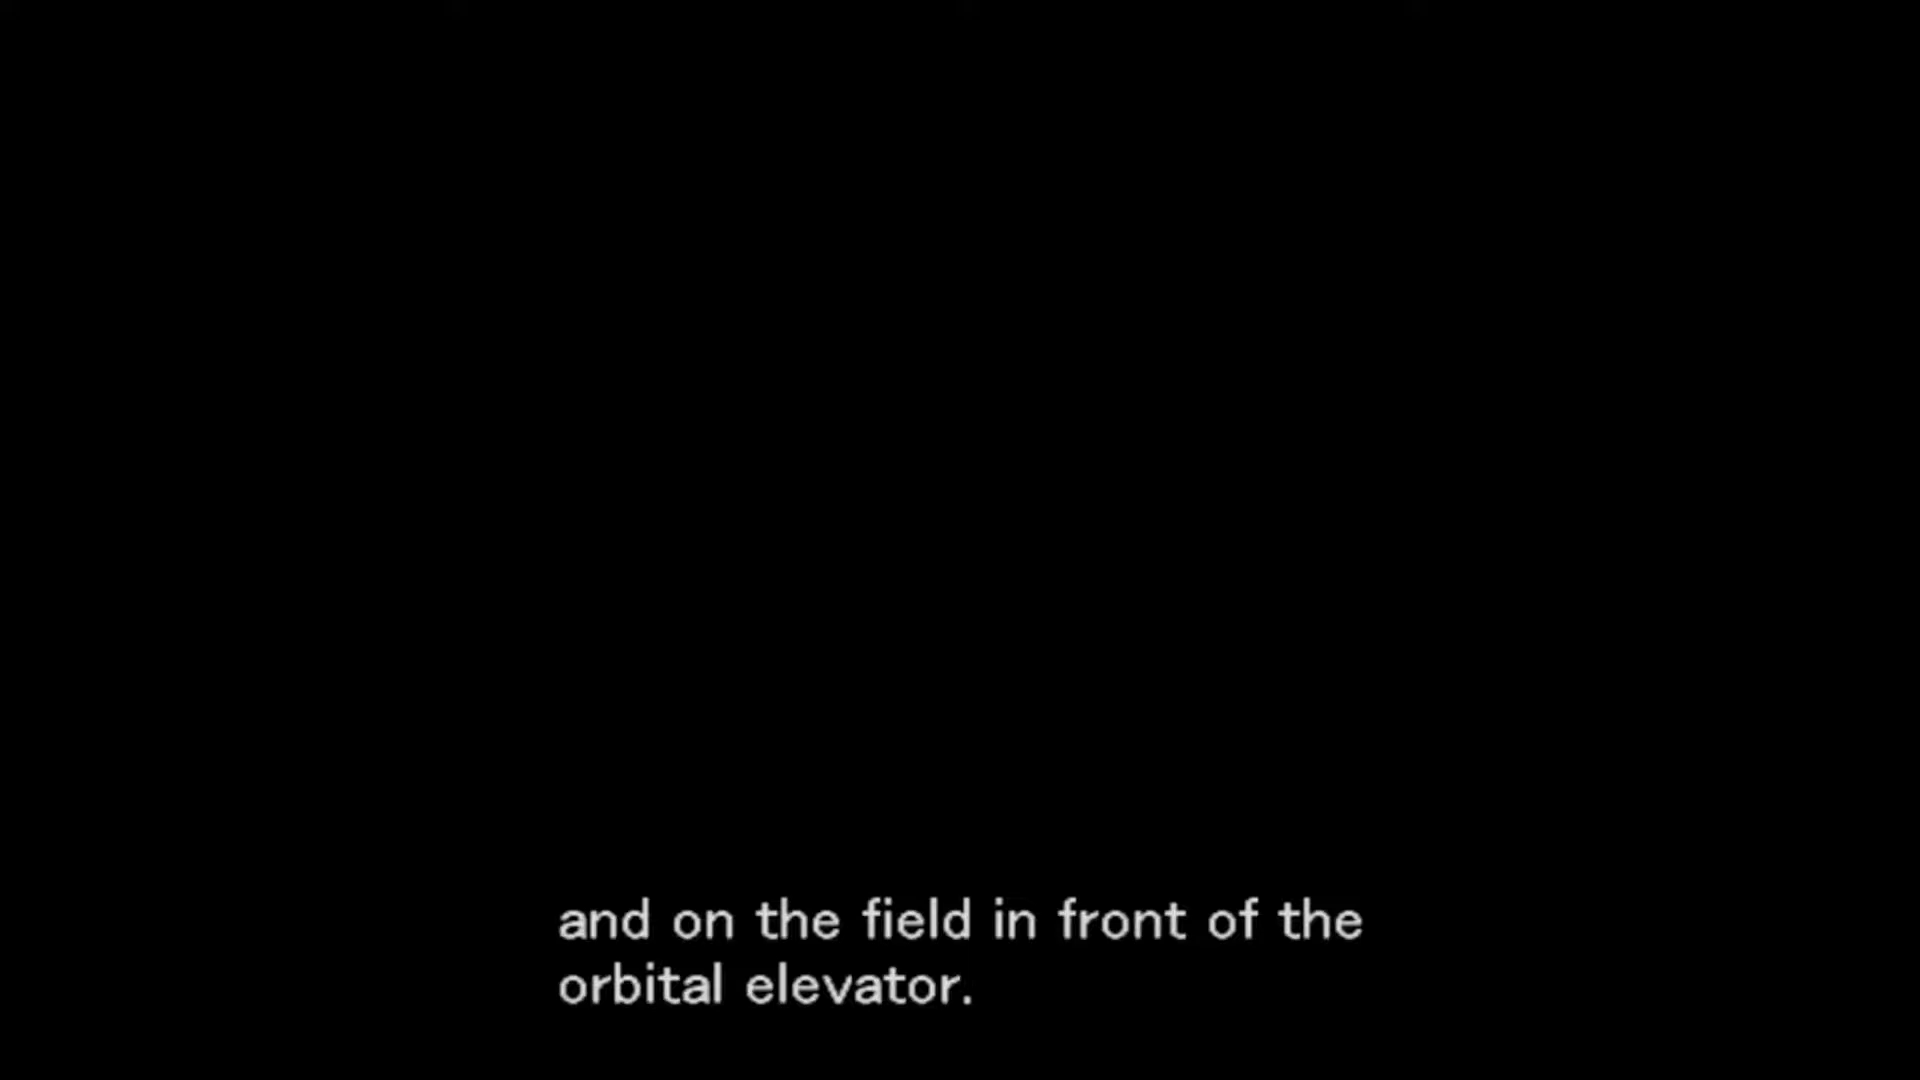 and on the field in front of the
orbital elevator.